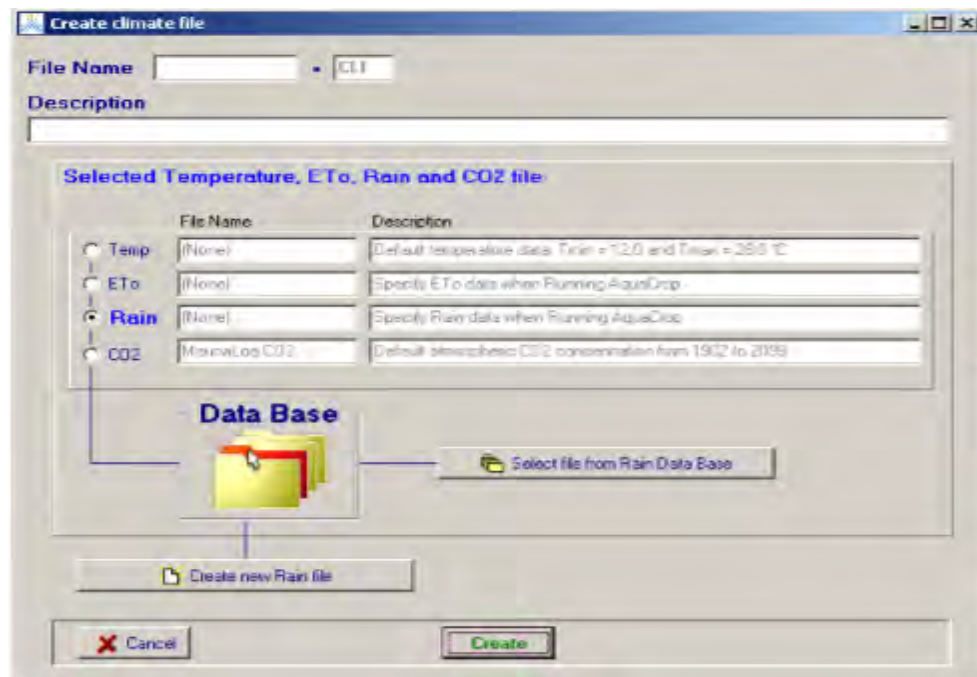 Create climate file
File Name . CLI
Description
Selected Temperature, ETo, Rain and CO2 file
File Name Description
Temp (None) Default temperature data: Tmin = 12.0 and Tmax = 28.0 °C
ETo (None) Specify ETo data when Running AquaCrop
Rain (None) Specify Rain data when Running AquaCrop
CO2 MaunaLoa.CO2 Default atmospheric CO2 concentration from 1902 to 2099
Data Base
Select file from Rain Data Base
Create new Rain file
Cancel Create